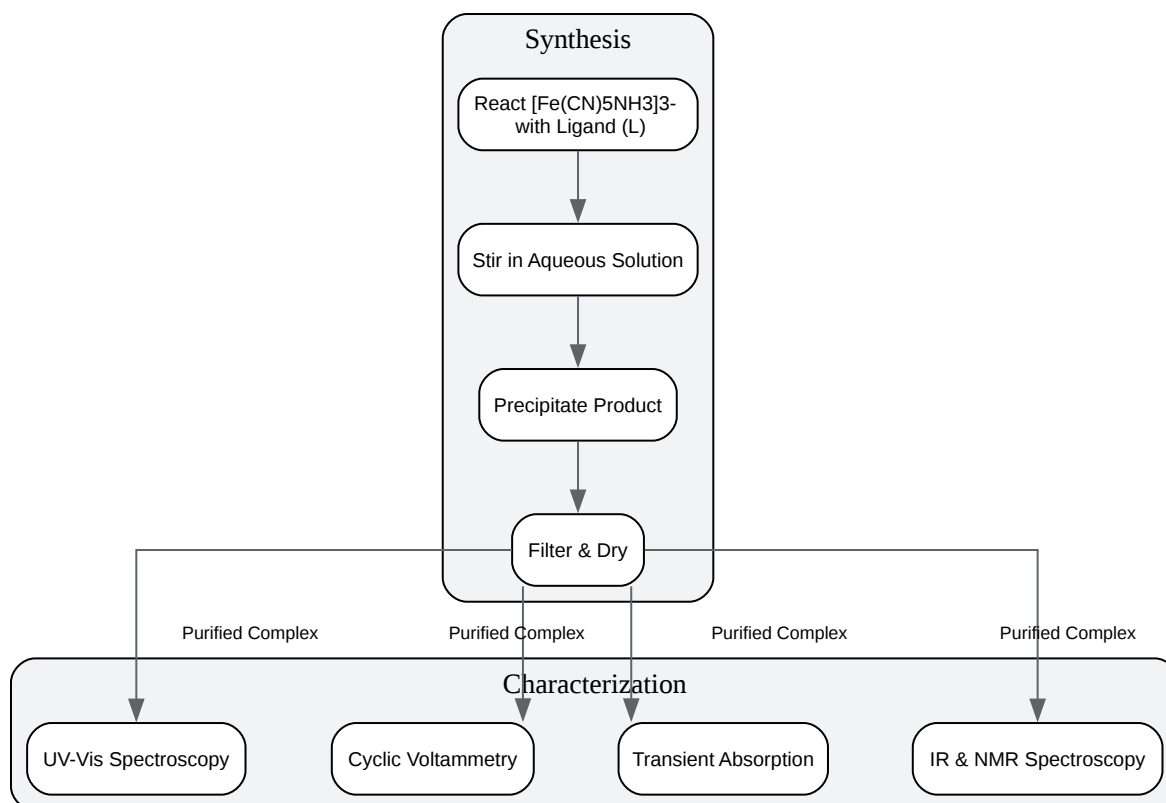 Synthesis
React [Fe(CN)5NH3]3-
with Ligand (L)
Stir in Aqueous Solution
Precipitate Product
Filter & Dry
Purified Complex
Purified Complex
Purified Complex
Purified Complex
Characterization
UV-Vis Spectroscopy
Cyclic Voltammetry
Transient Absorption
IR & NMR Spectroscopy